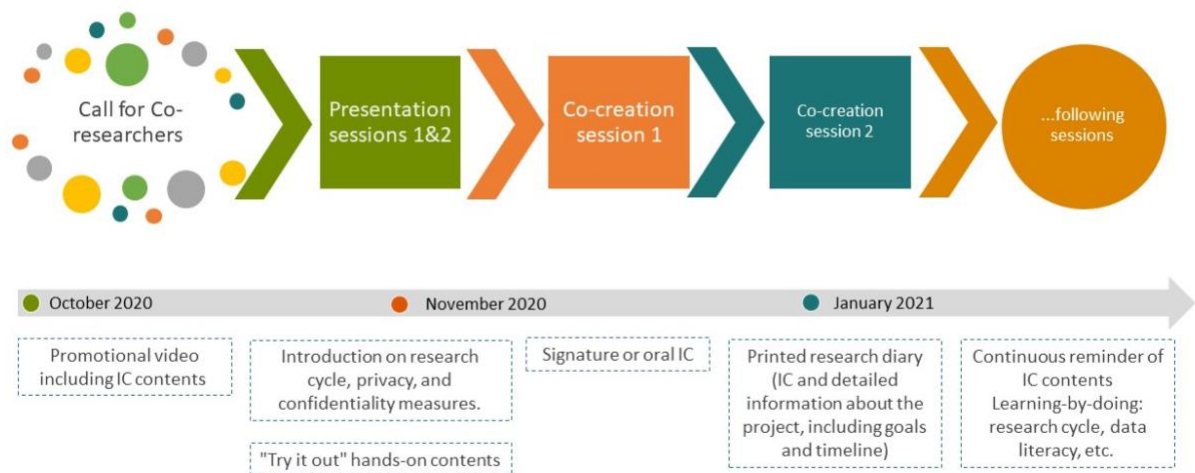 Call for Co-
researchers
Presentation
sessions 1&2
Co-creation
session 1
Co-creation
session 2
...following
sessions
October 2020
November 2020
January 2021
Promotional video
including IC contents
Introduction on research
cycle, privacy, and
confidentiality measures.
"Try it out" hands-on contents
Signature or oral IC
Printed research diary
(IC and detailed
information about the
project, including goals
and timeline)
Continuous reminder of
IC contents
Learning-by-doing:
research cycle, data
literacy, etc.